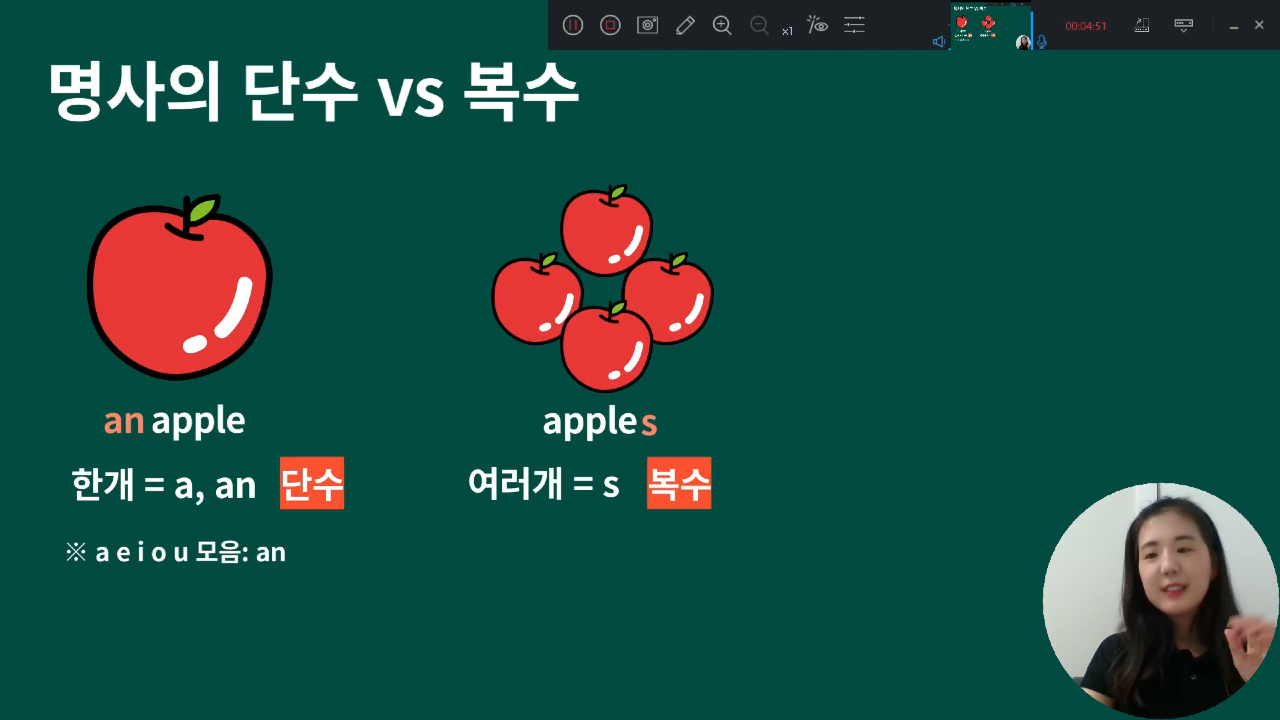 x1
00:04:51
명사의 단수 vs 복수
an apple
apples
한개 = a, an 단수
여러개 = s 복수
※ a e i o u 모음: an